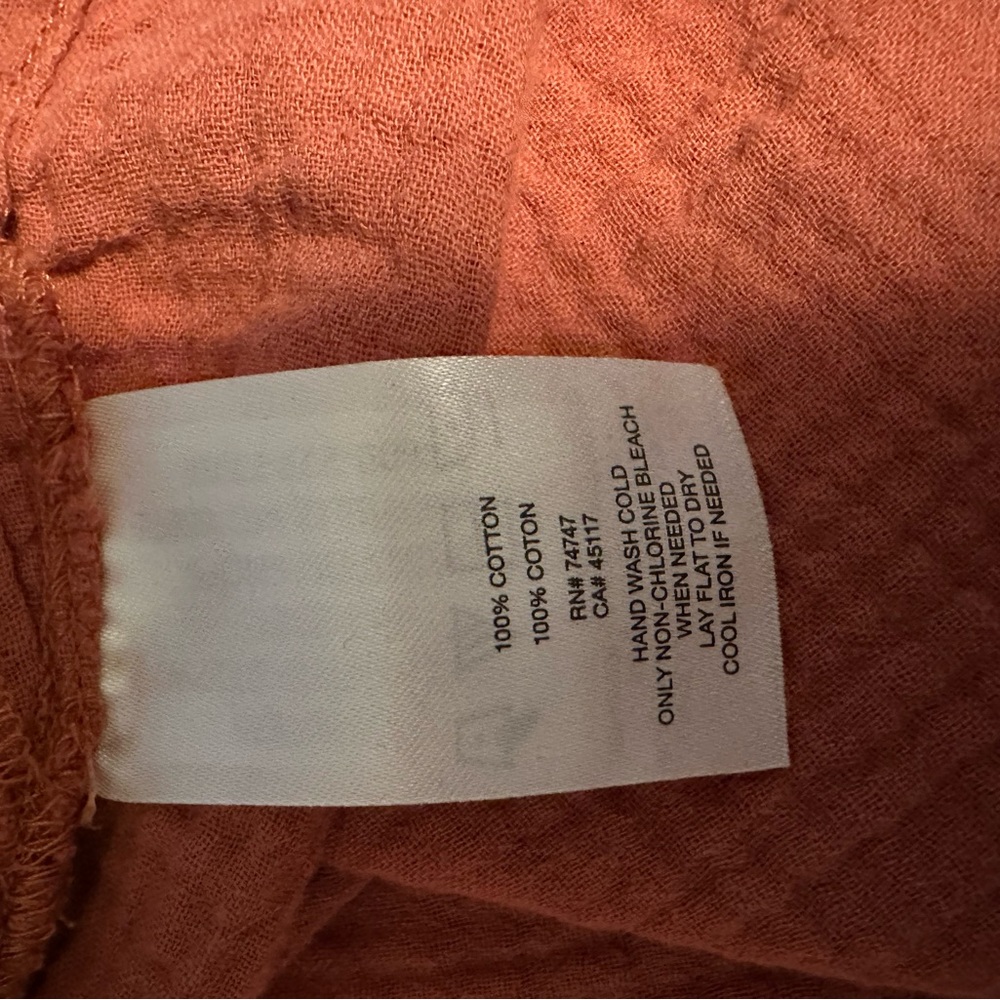 100% COTTON
100% COTON
RN# 74747
CA# 45117
HAND WASH COLD
ONLY NON-CHLORINE BLEACH
WHEN NEEDED
LAY FLAT TO DRY
COOL IRON IF NEEDED